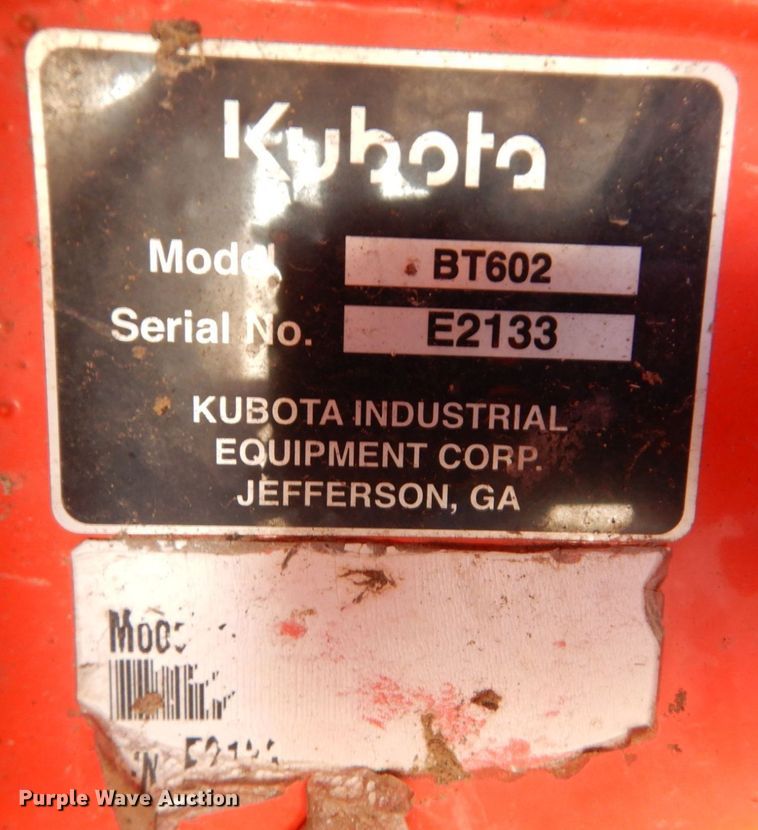 Kubota
Model BT602
Serial No. E2133
KUBOTA INDUSTRIAL
EQUIPMENT CORP.
JEFFERSON, GA
Purple Wave Auction